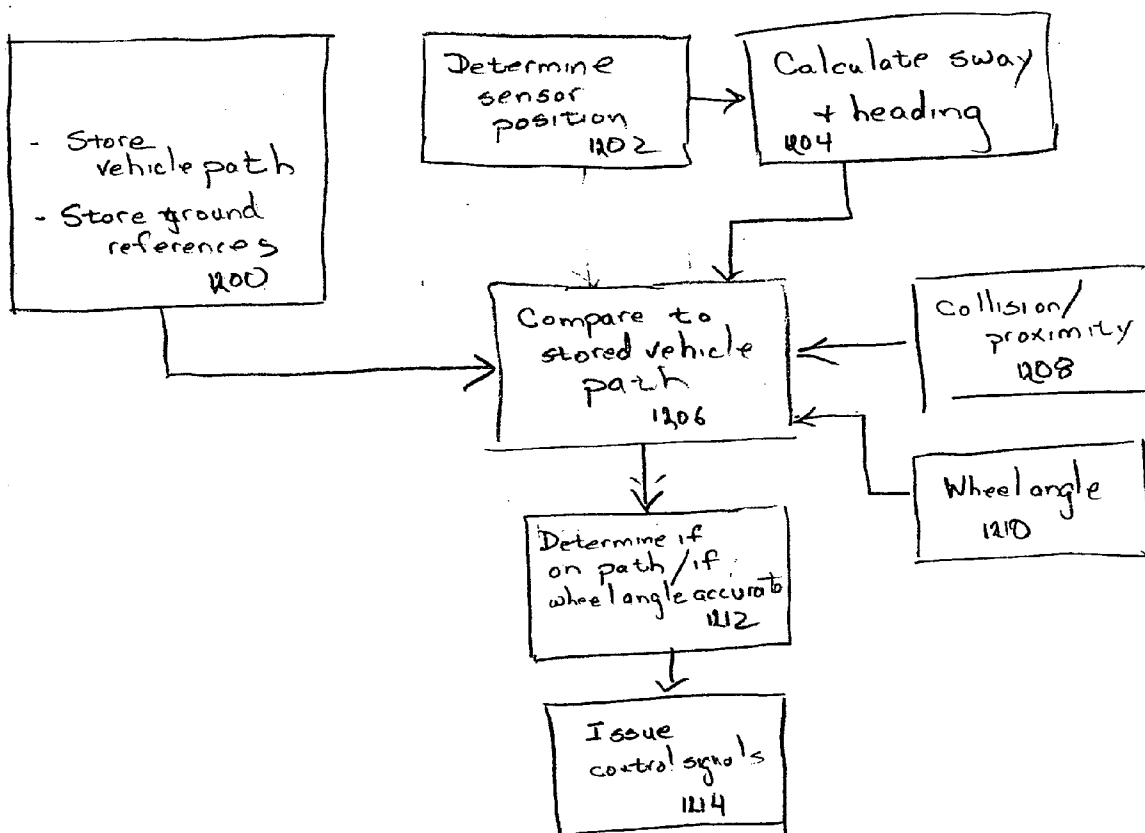 - Store
vehicle path
- Store ground
references
1200
Determine
sensor
position
1202
Calculate sway
+ heading
1204
Compare to
stored vehicle
path
1206
Collision/
proximity
1208
Wheel angle
1210
Determine if
on path/if
wheel angle accurate
1212
Issue
control signals
1214